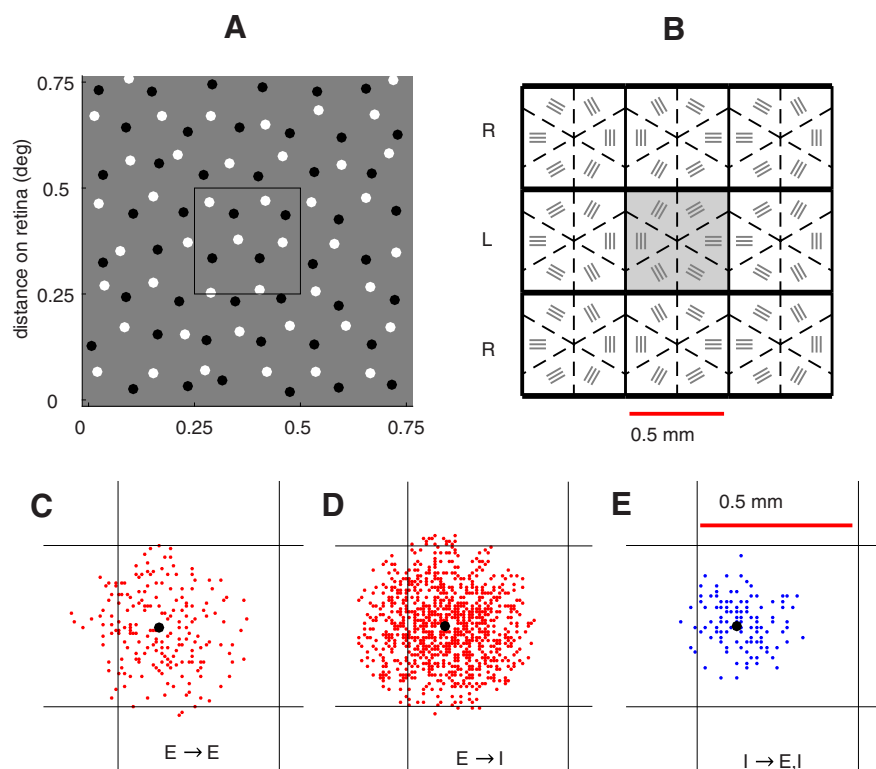 A
B
0.75
0.5
0.25
0
distance on retina (deg)
0
0.25
0.5
0.75
R
L
R
0.5 mm
C
D
E
0.5 mm
E → E
E → I
I → E,I